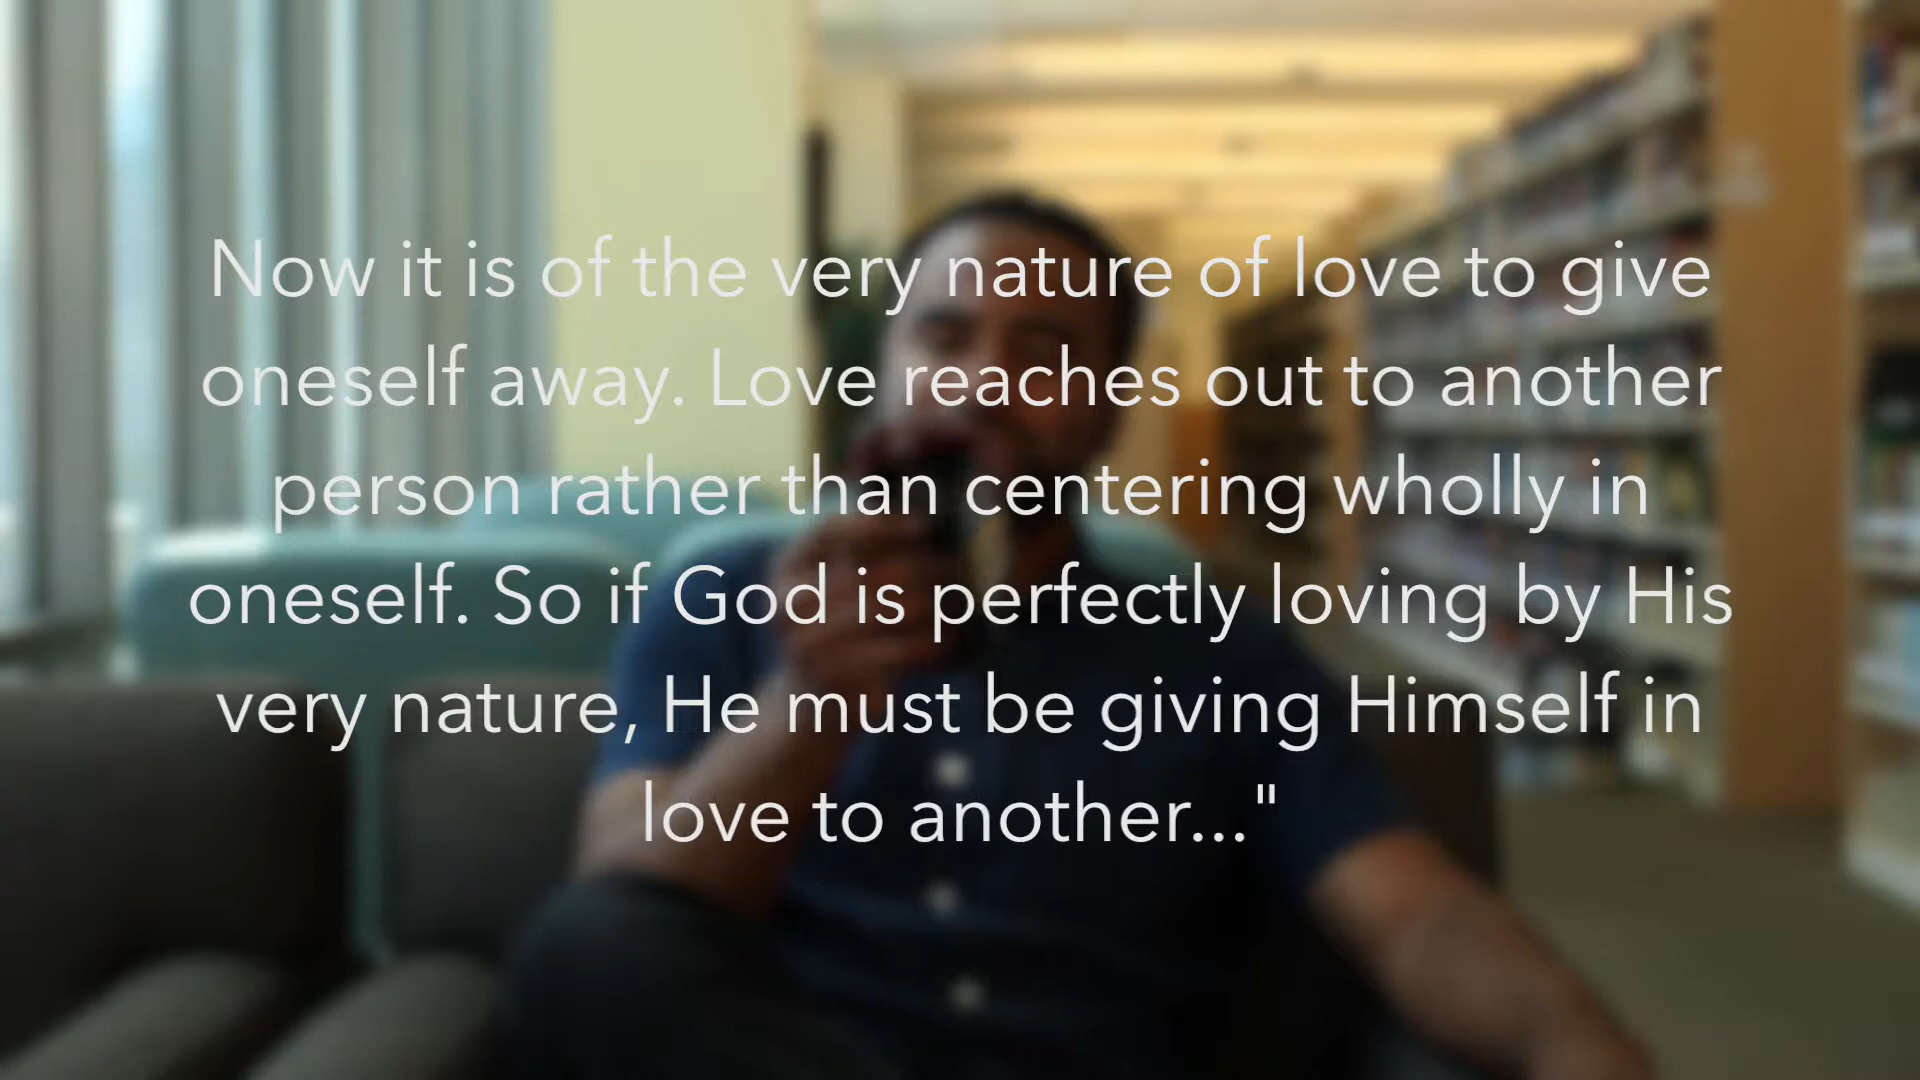 Now it is of the very nature of love to give
oneself away. Love reaches out to another
person rather than centering wholly in
oneself. So if God is perfectly loving by His
very nature, He must be giving Himself in
love to another..."